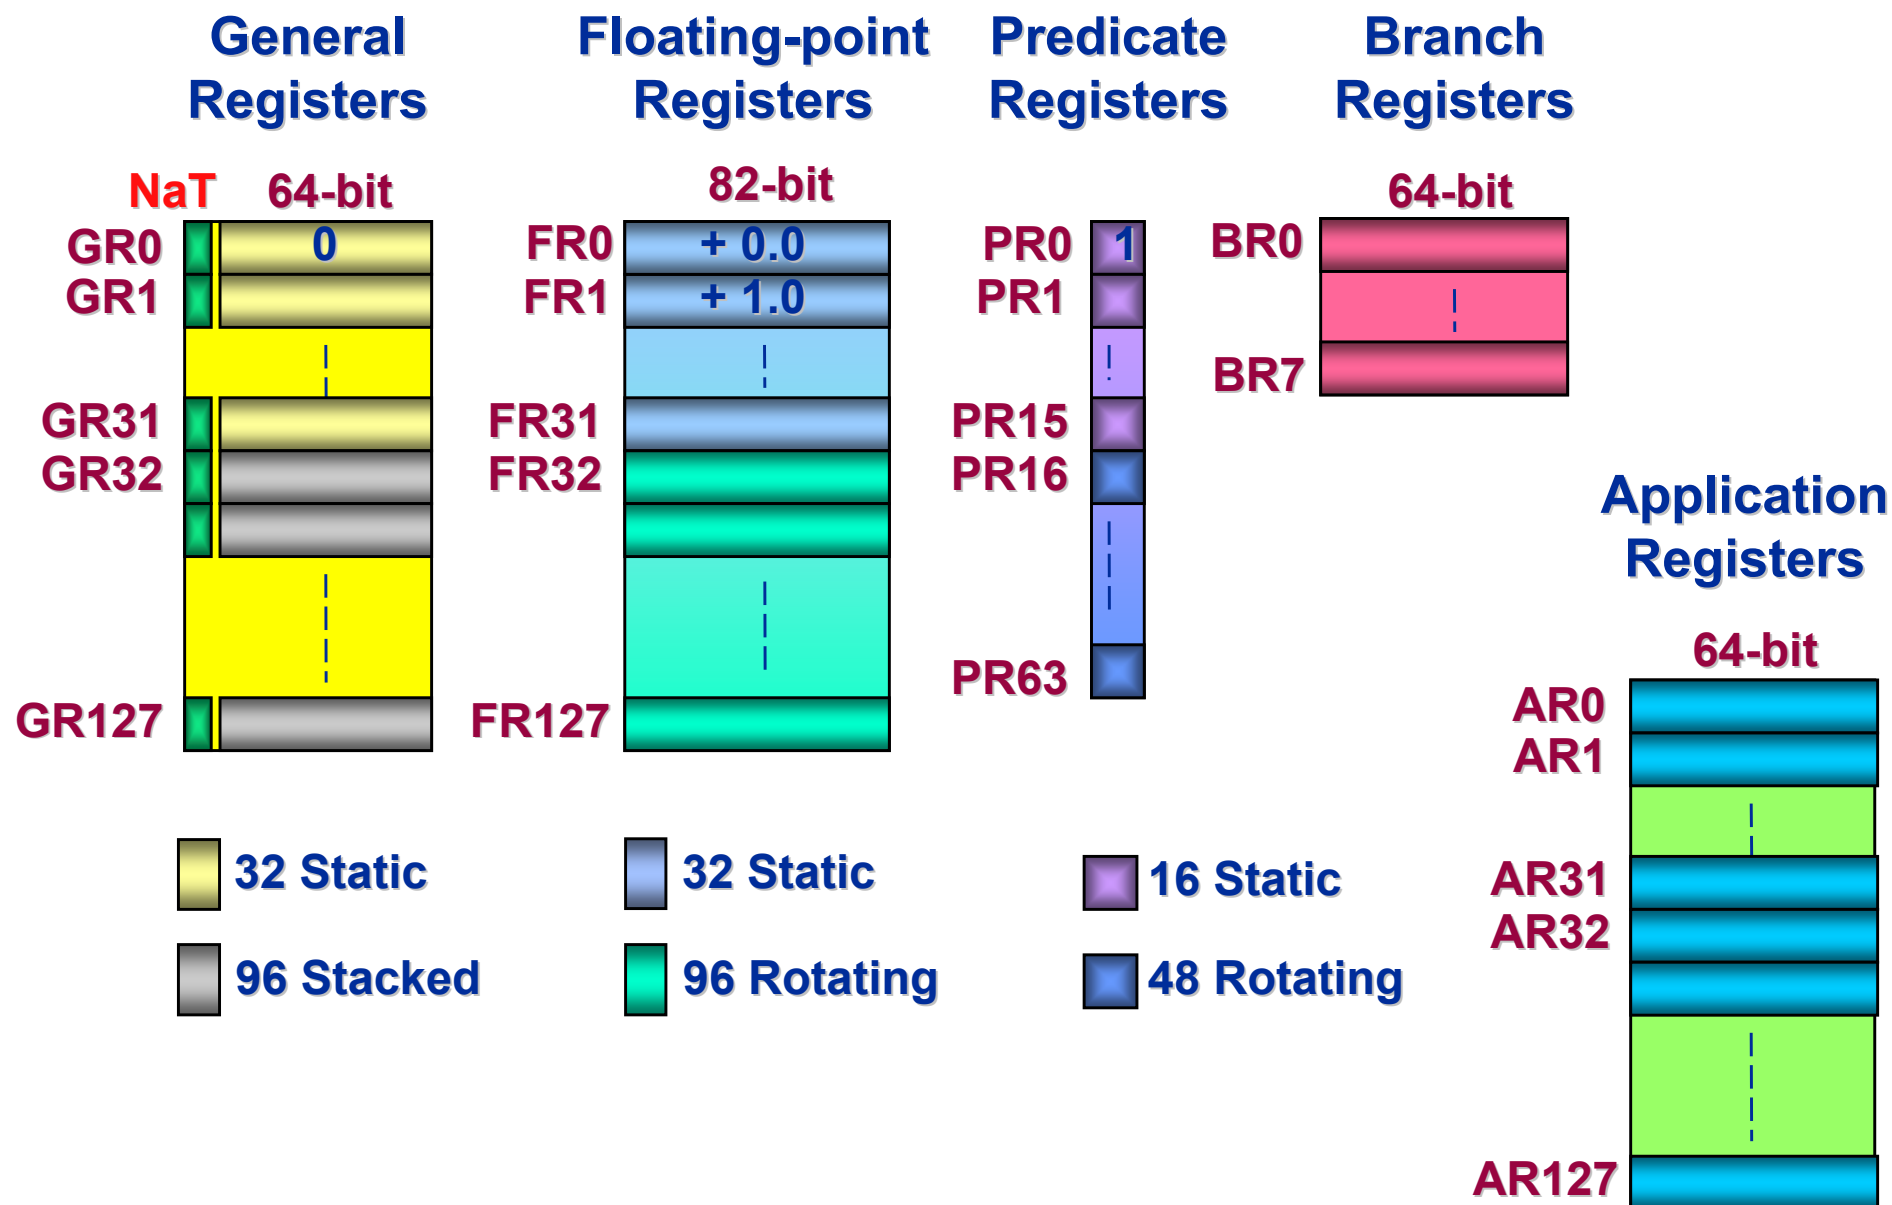 General
Registers
Floating-point
Registers
Predicate
Registers
Branch
Registers
NaT 64-bit
82-bit
64-bit
GR0 0
GR1
GR31
GR32
GR127
FR0 + 0.0
FR1 + 1.0
FR31
FR32
FR127
PR0 1
PR1
PR15
PR16
PR63
BR0
BR7
Application
Registers
64-bit
AR0
AR1
AR31
AR32
AR127
32 Static
96 Stacked
32 Static
96 Rotating
16 Static
48 Rotating